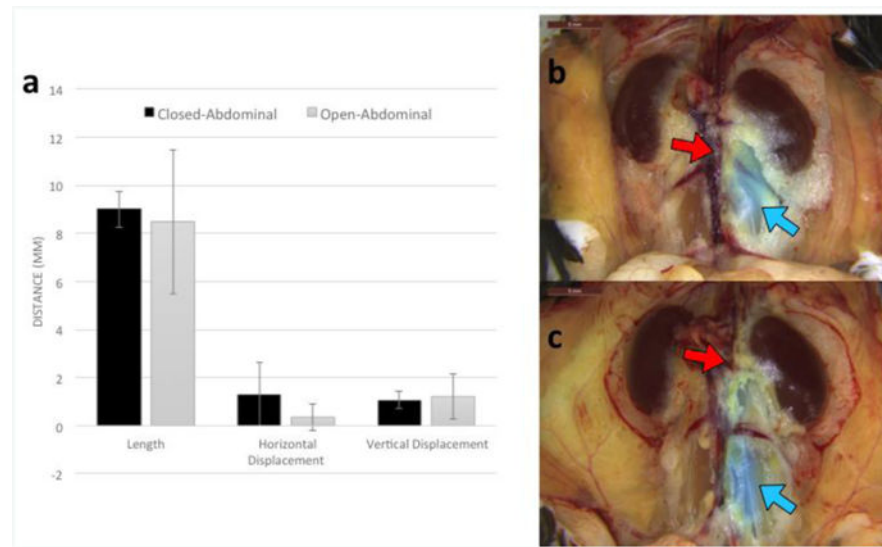 a
14
12
10
8
6
4
2
0
-2
DISTANCE (MM)
Closed-Abdominal
Open-Abdominal
Length
Horizontal
Displacement
Vertical Displacement
b
c